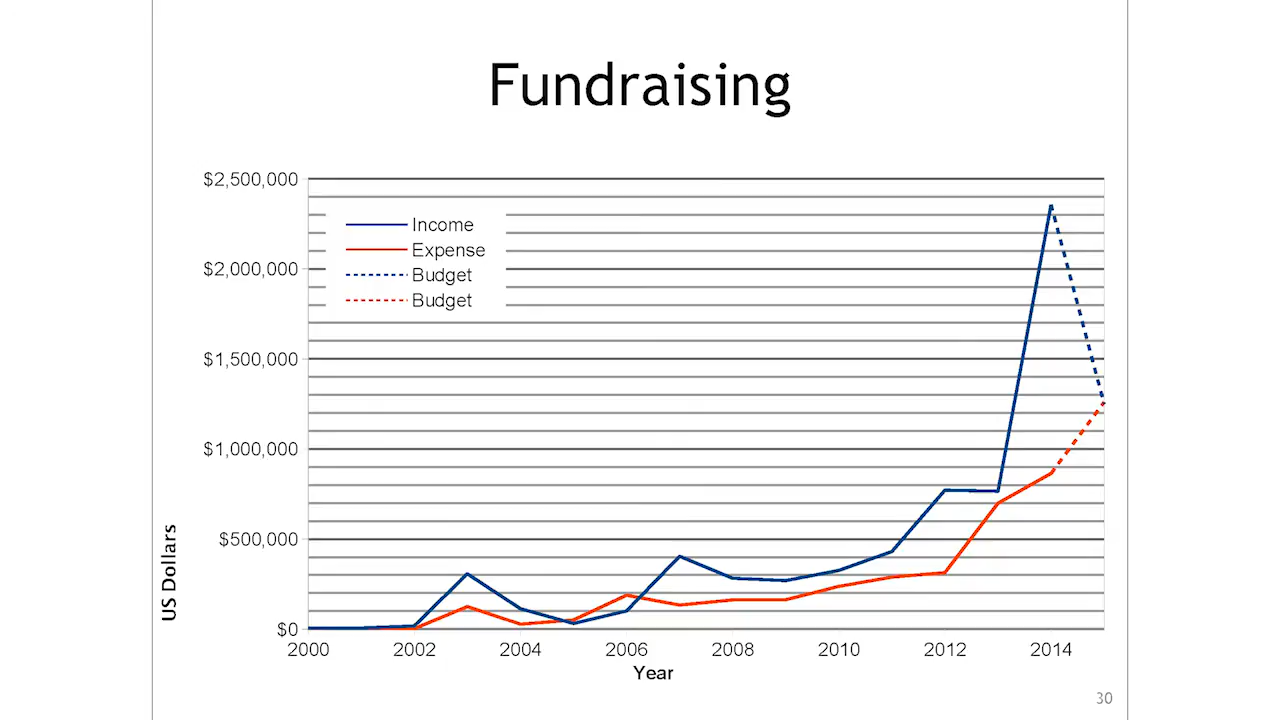 Fundraising
$2,500,000
$2,000,000
$1,500,000
$1,000,000
$500,000
$0
Income
Expense
Budget
Budget
US Dollars
2000 2002 2004 2006 2008 2010 2012 2014
Year
30